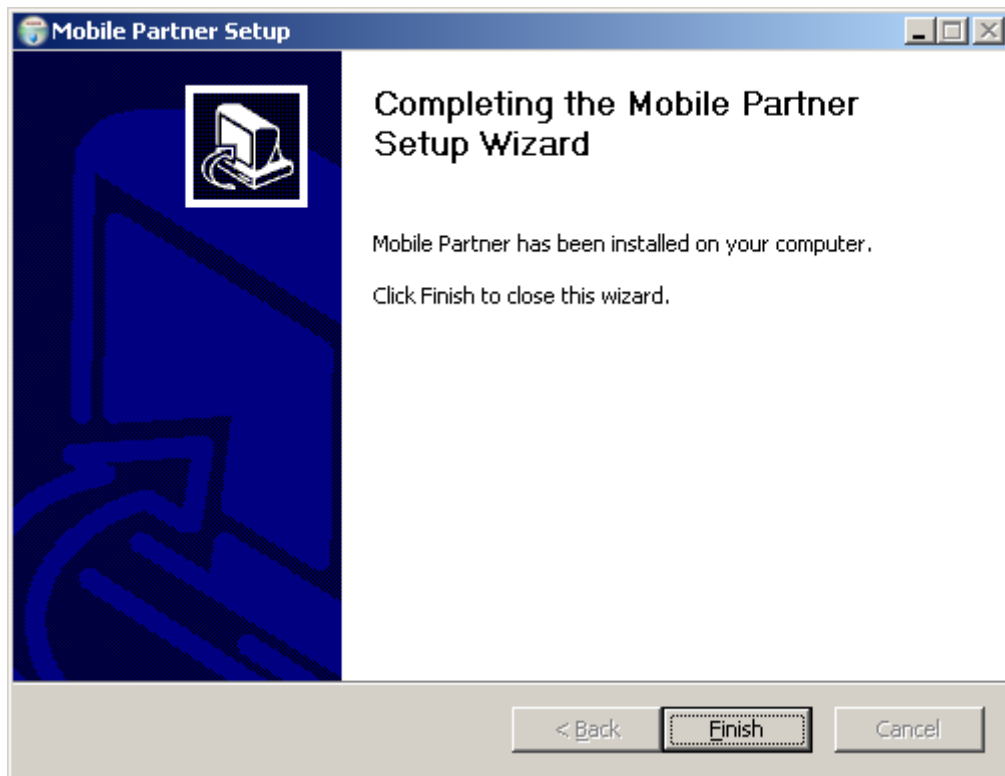 Mobile Partner Setup
Completing the Mobile Partner
Setup Wizard
Mobile Partner has been installed on your computer.
Click Finish to close this wizard.
< Back
Finish
Cancel